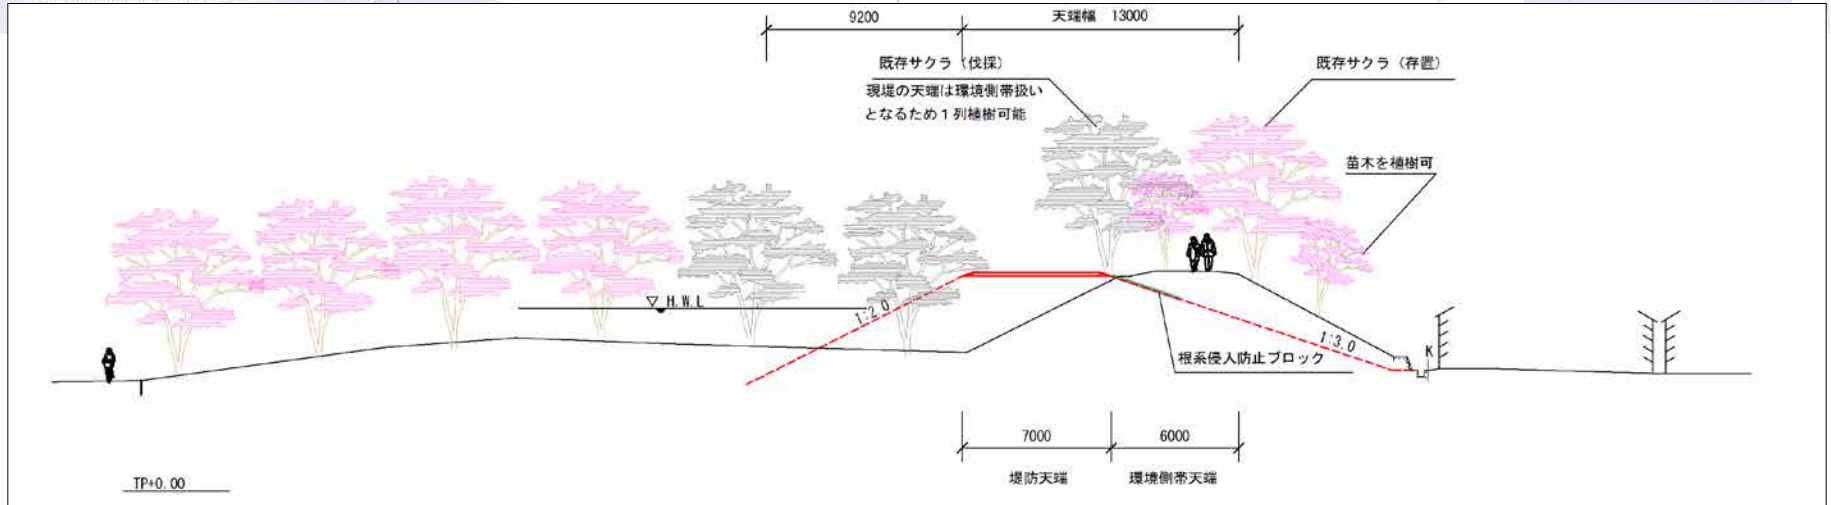 9200
天端幅 13000
既存サクラ（伐採）
現堤の天端は環境側帯扱い
となるため１列植樹可能
既存サクラ（存置）
苗木を植樹可
H.W.L
1:2.0
1:3.0
K
根系侵入防止ブロック
7000
6000
堤防天端
環境側帯天端
TP+0.00